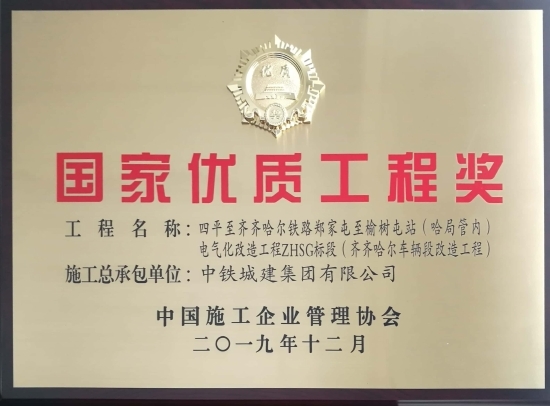 优质
国家优质工程奖
工程名称：四平至齐齐哈尔铁路郑家屯至榆树屯站（哈局管内）
电气化改造工程ZHSG标段（齐齐哈尔车辆段改造工程）
施工总承包单位：中铁城建集团有限公司
中国施工企业管理协会
二〇一九年十二月